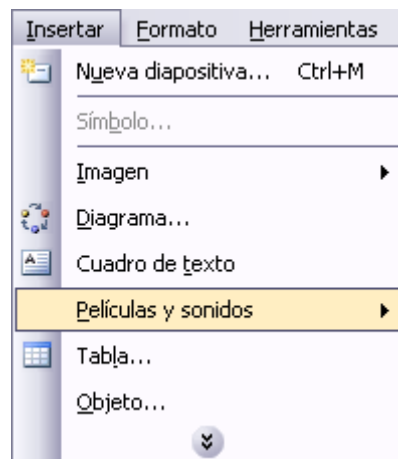 Insertar Formato Herramientas
Nueva diapositiva... Ctrl+M
Símbolo...
Imagen
Diagrama...
Cuadro de texto
Películas y sonidos
Tabla...
Objeto...